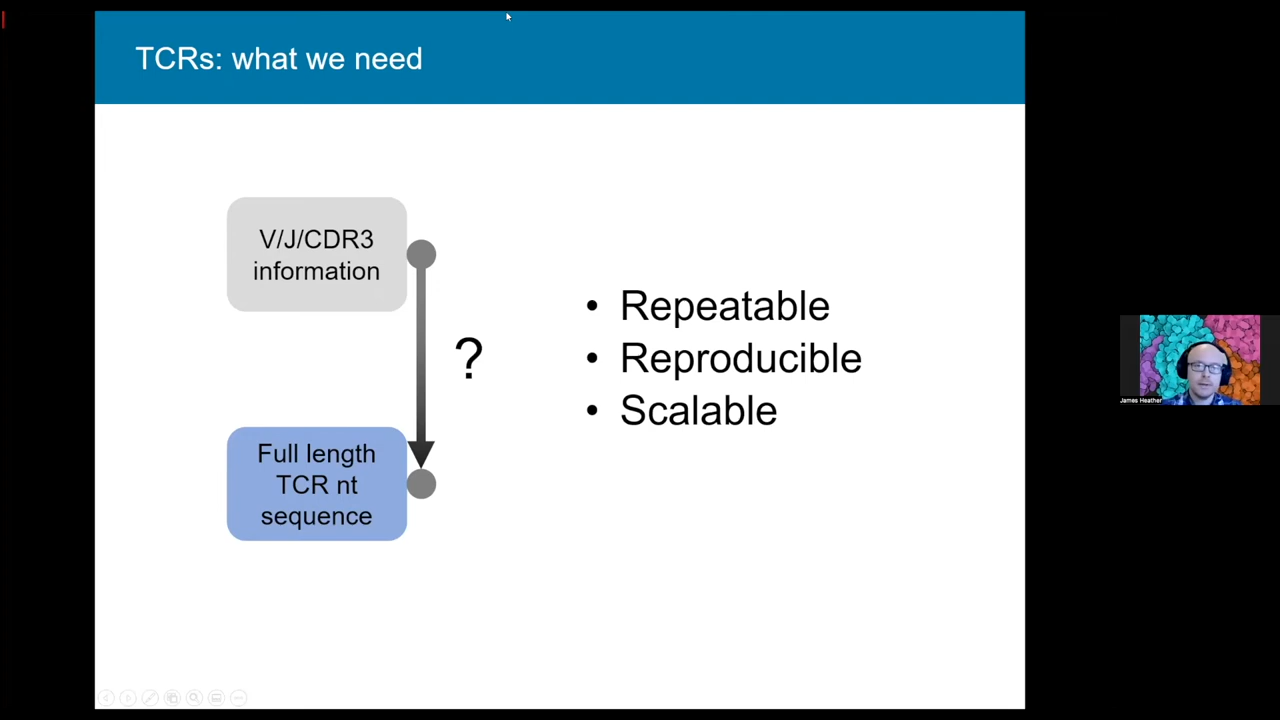 TCRs: what we need
V/J/CDR3
information
?
Full length
TCR nt
sequence
• Repeatable
• Reproducible
• Scalable
James Heather